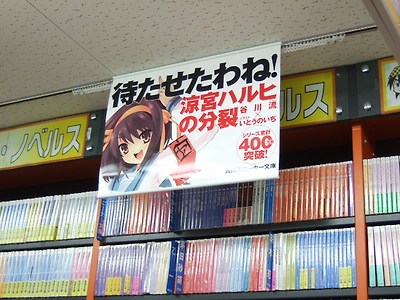 待たせたわね!
涼宮ハルヒの分裂
谷川流
×
いとうのいぢ
シリーズ累計
400万部
突破!
・ノベルス
ノベルス